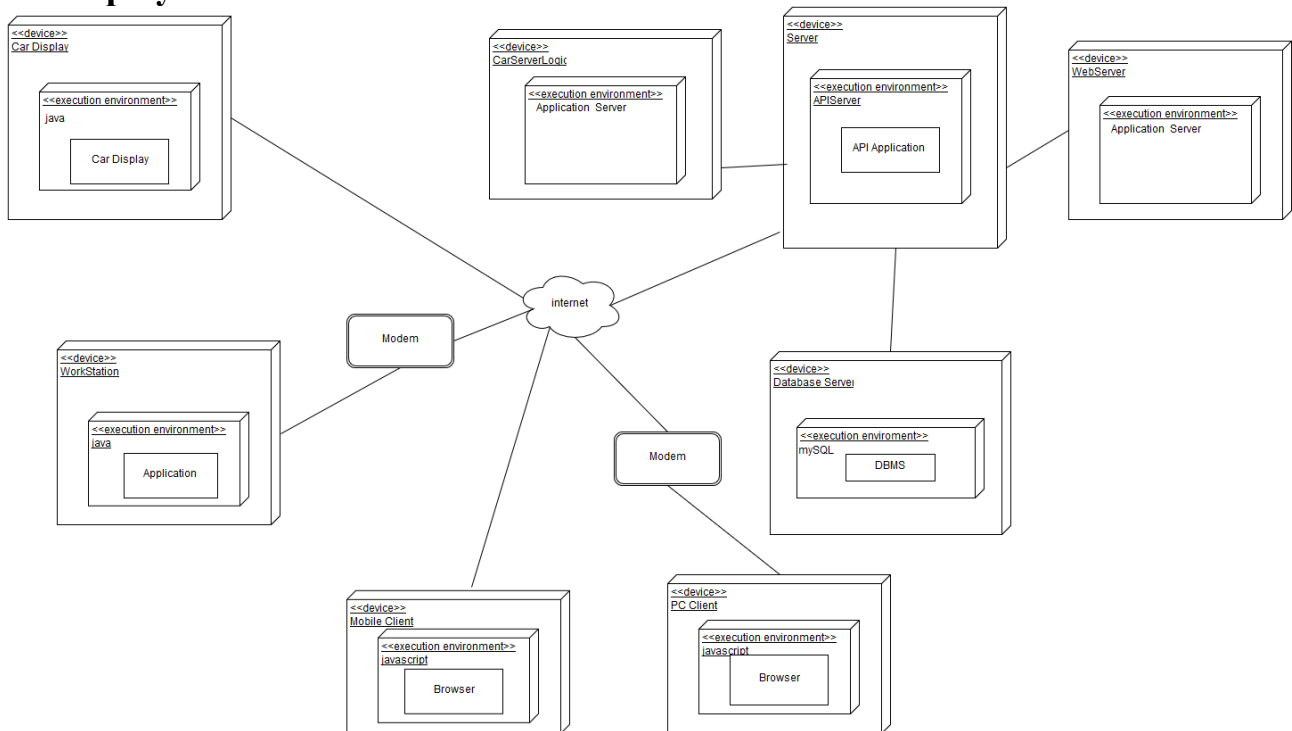 <<device>>
Car Display
<<execution environment>>
java
Car Display
<<device>>
CarServerLogic
<<execution environment>>
Application Server
<<device>>
Server
<<execution environment>>
APIServer
API Application
<<device>>
WebServer
<<execution environment>>
Application Server
internet
Modem
<<device>>
WorkStation
<<execution environment>>
java
Application
Modem
<<device>>
Database Server
<<execution enviroment>>
mySQL
DBMS
<<device>>
Mobile Client
<<execution environment>>
javascript
Browser
<<device>>
PC Client
<<execution environment>>
javascript
Browser